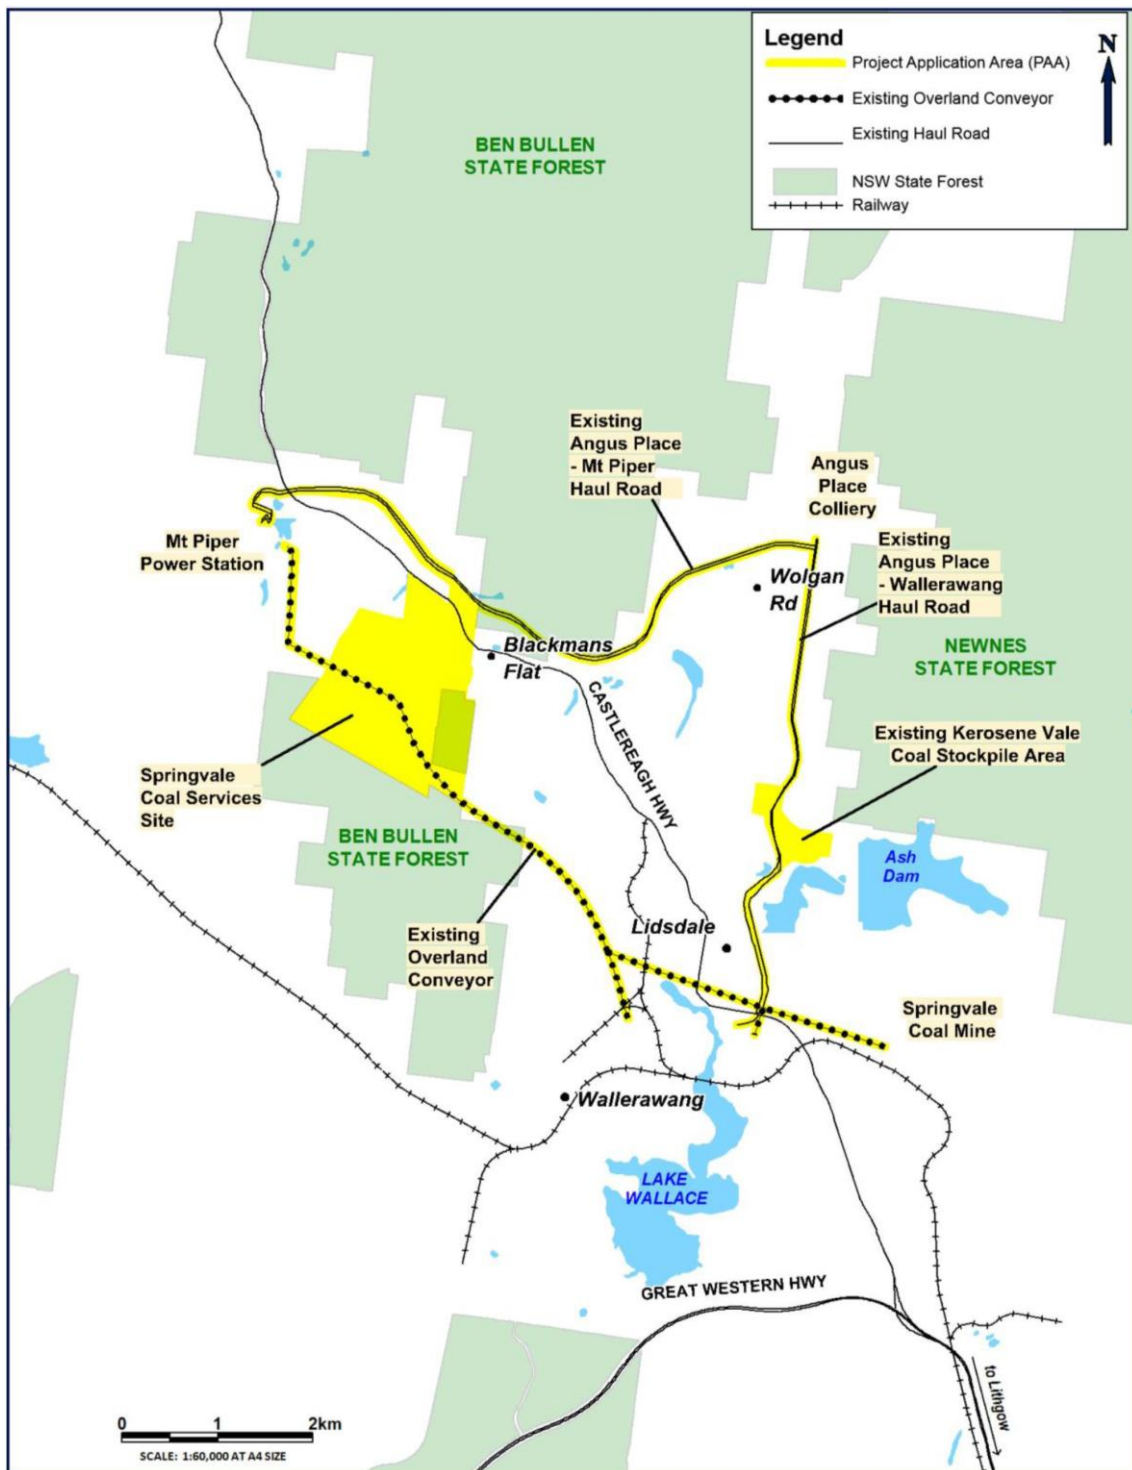 Legend
N
Project Application Area (PAA)
Existing Overland Conveyor
Existing Haul Road
NSW State Forest
Railway
BEN BULLEN
STATE FOREST
Existing
Angus Place
- Mt Piper
Haul Road
Angus
Place
Colliery
Mt Piper
Power Station
Existing
Angus Place
- Wallerawang
Haul Road
Wolgan
Rd
Blackmans
Flat
NEWNES
STATE FOREST
CASTLEREAGH HWY
Existing Kerosene Vale
Coal Stockpile Area
Springvale
Coal Services
Site
BEN BULLEN
STATE FOREST
Ash
Dam
Existing
Overland
Conveyor
Lidsdale
Springvale
Coal Mine
Wallerawang
LAKE
WALLACE
GREAT WESTERN HWY
to Lithgow
0 1 2km
SCALE: 1:60,000 AT A4 SIZE